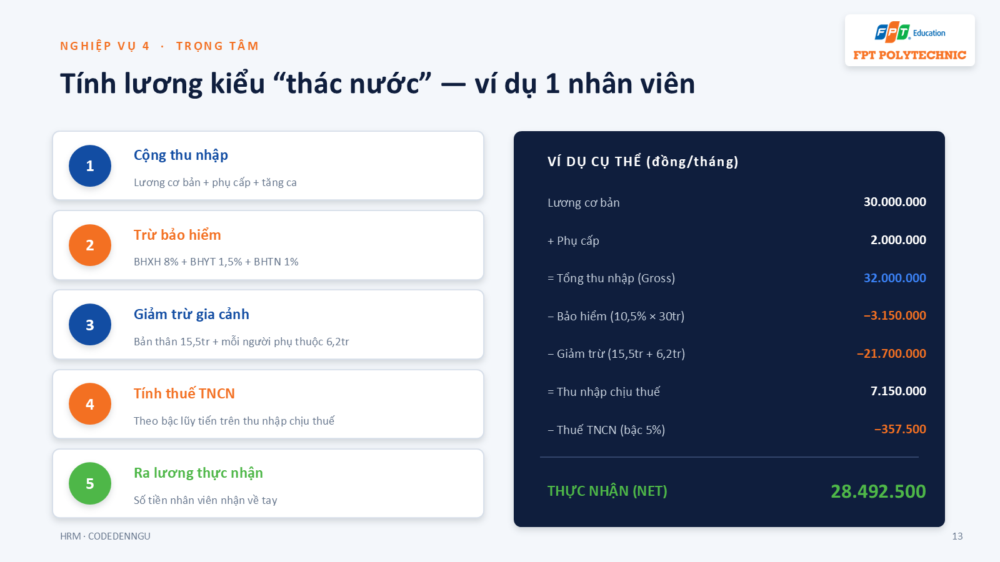 NGHIỆP VỤ 4 · TRỌNG TÂM
FPT Education
FPT POLYTECHNIC
Tính lương kiểu “thác nước” — ví dụ 1 nhân viên
1
Cộng thu nhập
Lương cơ bản + phụ cấp + tăng ca
2
Trừ bảo hiểm
BHXH 8% + BHYT 1,5% + BHTN 1%
3
Giảm trừ gia cảnh
Bản thân 15,5tr + mỗi người phụ thuộc 6,2tr
4
Tính thuế TNCN
Theo bậc lũy tiến trên thu nhập chịu thuế
5
Ra lương thực nhận
Số tiền nhân viên nhận về tay
VÍ DỤ CỤ THỂ (đồng/tháng)
Lương cơ bản 30.000.000
+ Phụ cấp 2.000.000
= Tổng thu nhập (Gross) 32.000.000
− Bảo hiểm (10,5% × 30tr) −3.150.000
− Giảm trừ (15,5tr + 6,2tr) −21.700.000
= Thu nhập chịu thuế 7.150.000
− Thuế TNCN (bậc 5%) −357.500
THỰC NHẬN (NET) 28.492.500
HRM · CODEDENNGU
13